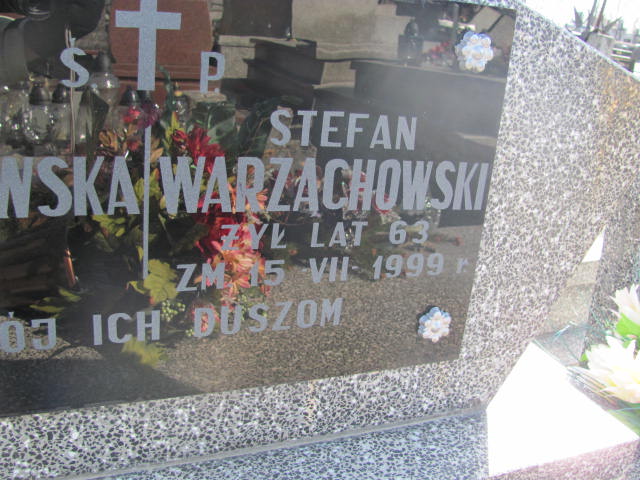 Ś P
STEFAN
WSKA WARZACHOWSKI
ŻYŁ LAT 63
ZM 15 VII 1999 r
ÓJ ICH DUSZOM